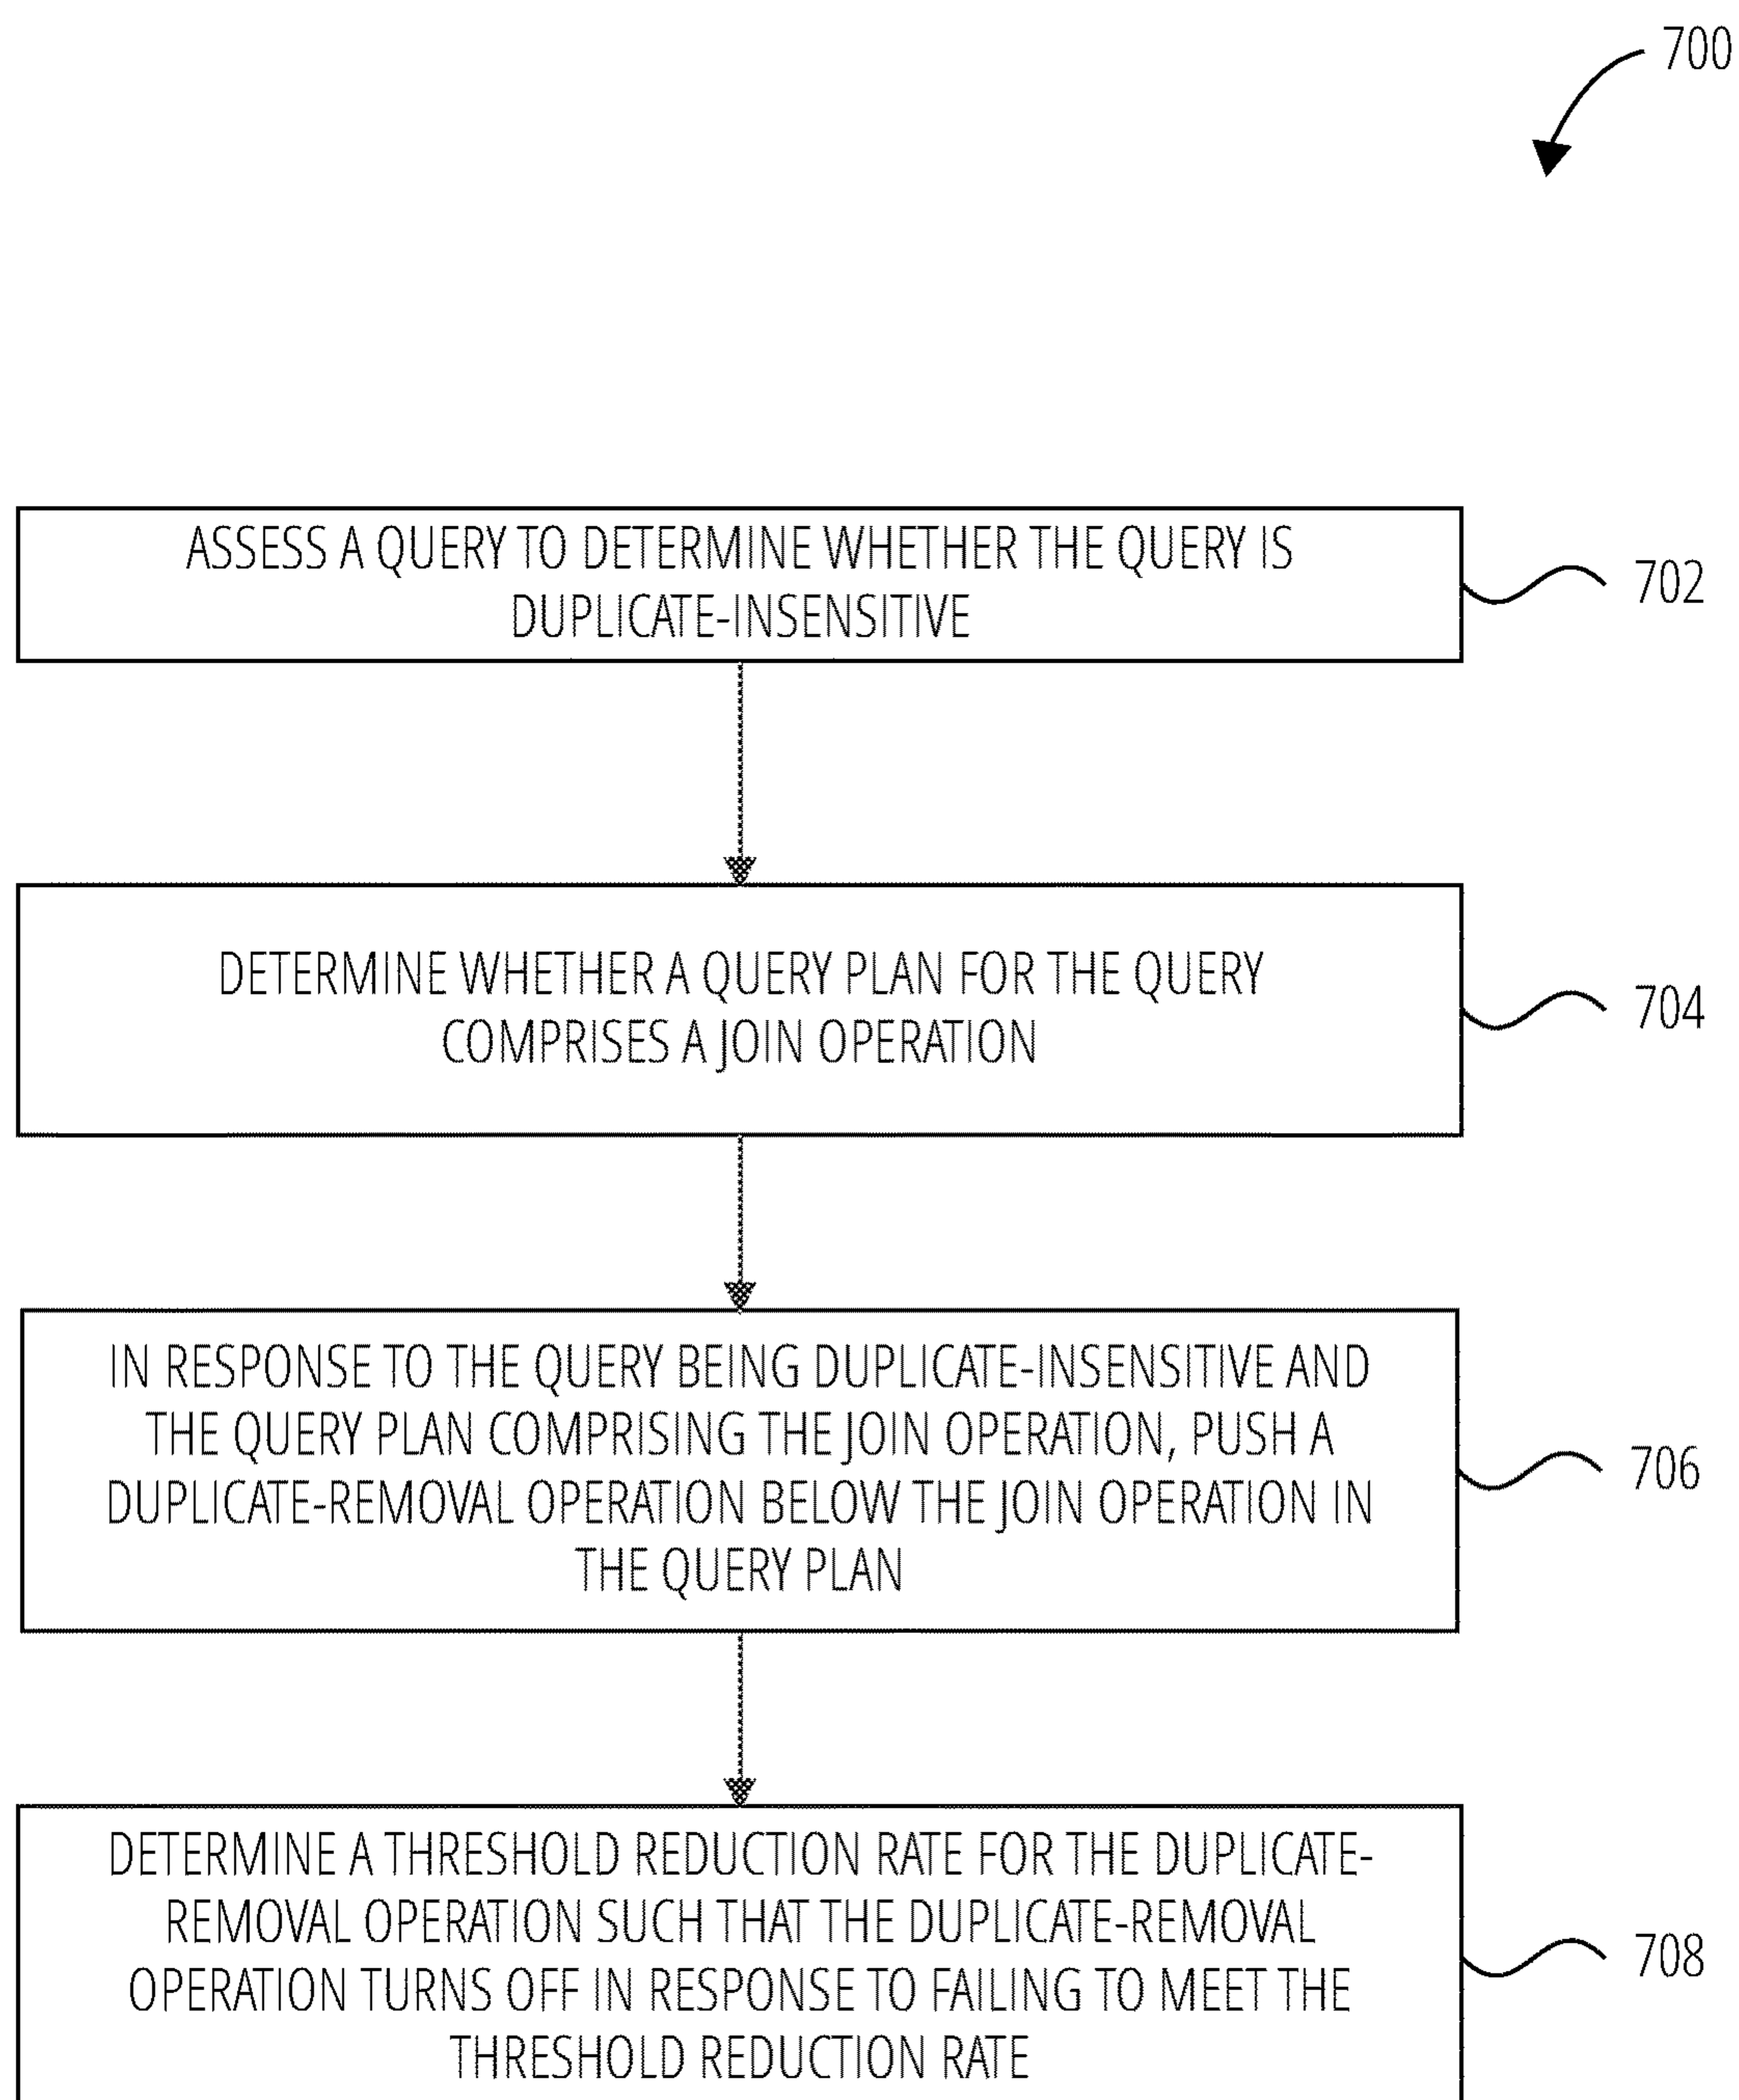 700
ASSESS A QUERY TO DETERMINE WHETHER THE QUERY IS
DUPLICATE-INSENSITIVE
702
DETERMINE WHETHER A QUERY PLAN FOR THE QUERY
COMPRISES A JOIN OPERATION
704
IN RESPONSE TO THE QUERY BEING DUPLICATE-INSENSITIVE AND
THE QUERY PLAN COMPRISING THE JOIN OPERATION, PUSH A
DUPLICATE-REMOVAL OPERATION BELOW THE JOIN OPERATION IN
THE QUERY PLAN
706
DETERMINE A THRESHOLD REDUCTION RATE FOR THE DUPLICATE-
REMOVAL OPERATION SUCH THAT THE DUPLICATE-REMOVAL
OPERATION TURNS OFF IN RESPONSE TO FAILING TO MEET THE
THRESHOLD REDUCTION RATE
708